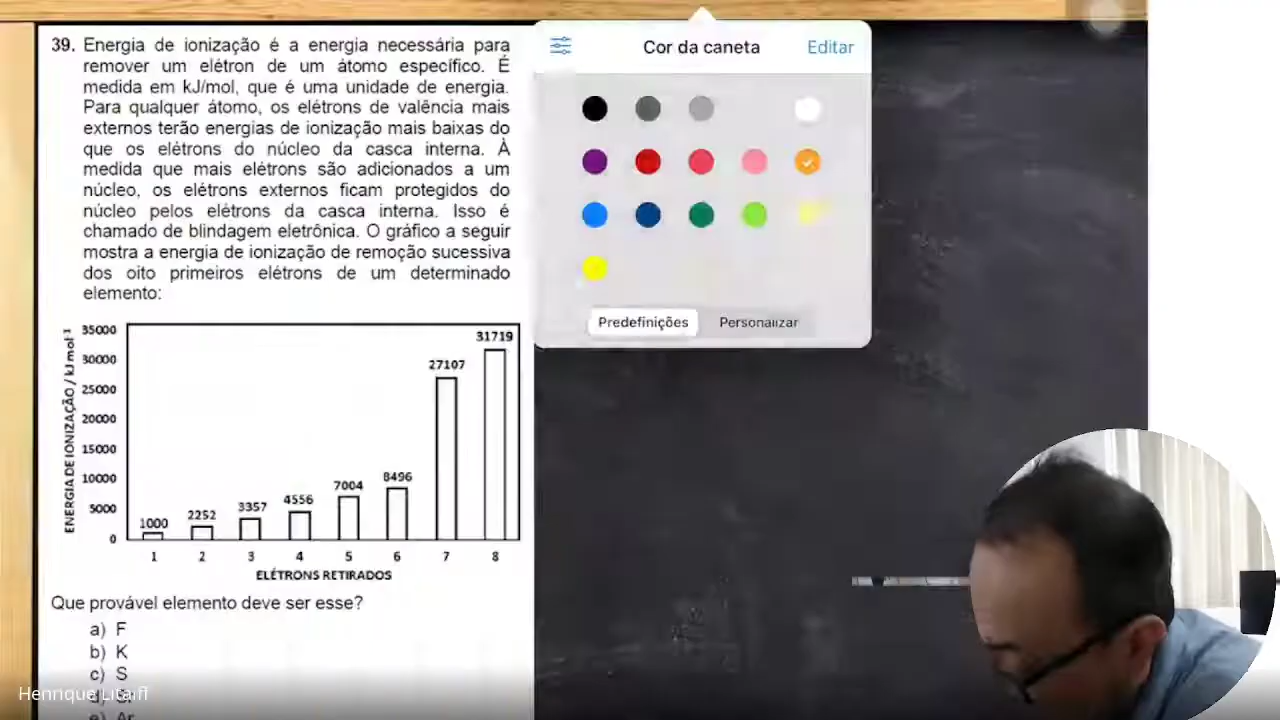 Cor da caneta
Editar
39. Energia de ionização é a energia necessária para
remover um elétron de um átomo específico. É
medida em kJ/mol, que é uma unidade de energia.
Para qualquer átomo, os elétrons de valência mais
externos terão energias de ionização mais baixas do
que os elétrons do núcleo da casca interna. À
medida que mais elétrons são adicionados a um
núcleo, os elétrons externos ficam protegidos do
núcleo pelos elétrons da casca interna. Isso é
chamado de blindagem eletrônica. O gráfico a seguir
mostra a energia de ionização de remoção sucessiva
dos oito primeiros elétrons de um determinado
elemento:
Predefinições
Personalizar
ENERGIA DE IONIZAÇÃO / kJ mol⁻¹
35000
30000
25000
20000
15000
10000
5000
0
1000
2252
3357
4556
7004
8496
27107
31719
1 2 3 4 5 6 7 8
ELÉTRONS RETIRADOS
Que provável elemento deve ser esse?
a) F
b) K
c) S
e) Ar
Henrique Litaiff